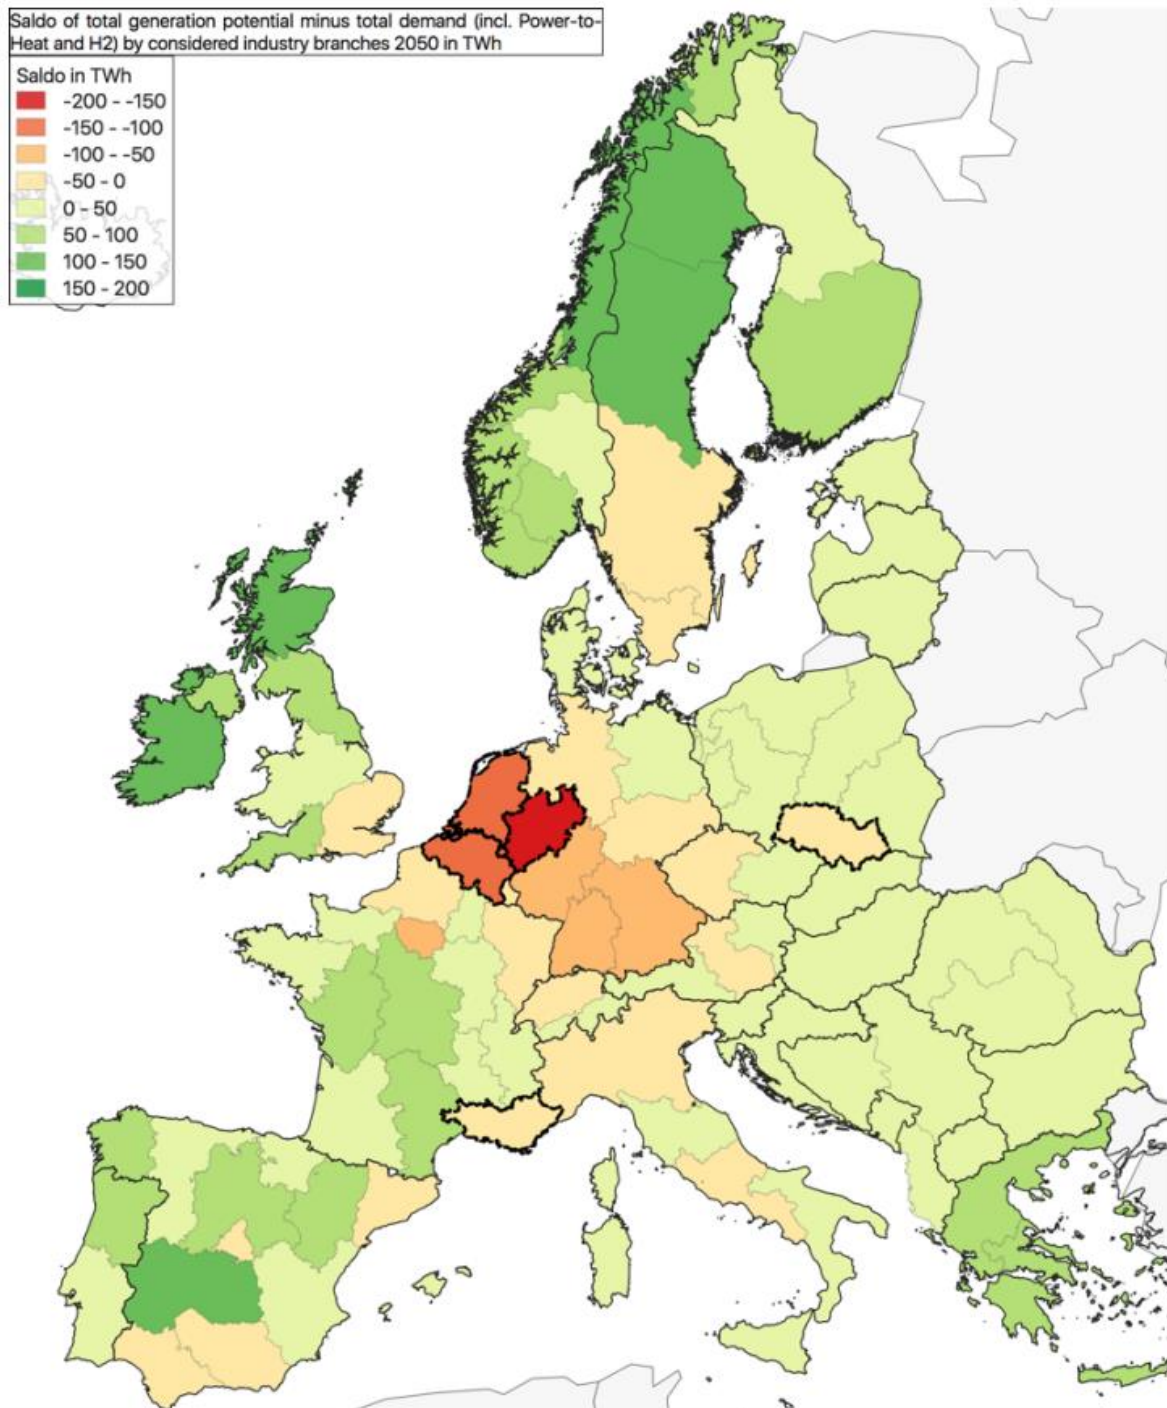 Saldo of total generation potential minus total demand (incl. Power-to-
Heat and H2) by considered industry branches 2050 in TWh
Saldo in TWh
-200 - -150
-150 - -100
-100 - -50
-50 - 0
0 - 50
50 - 100
100 - 150
150 - 200